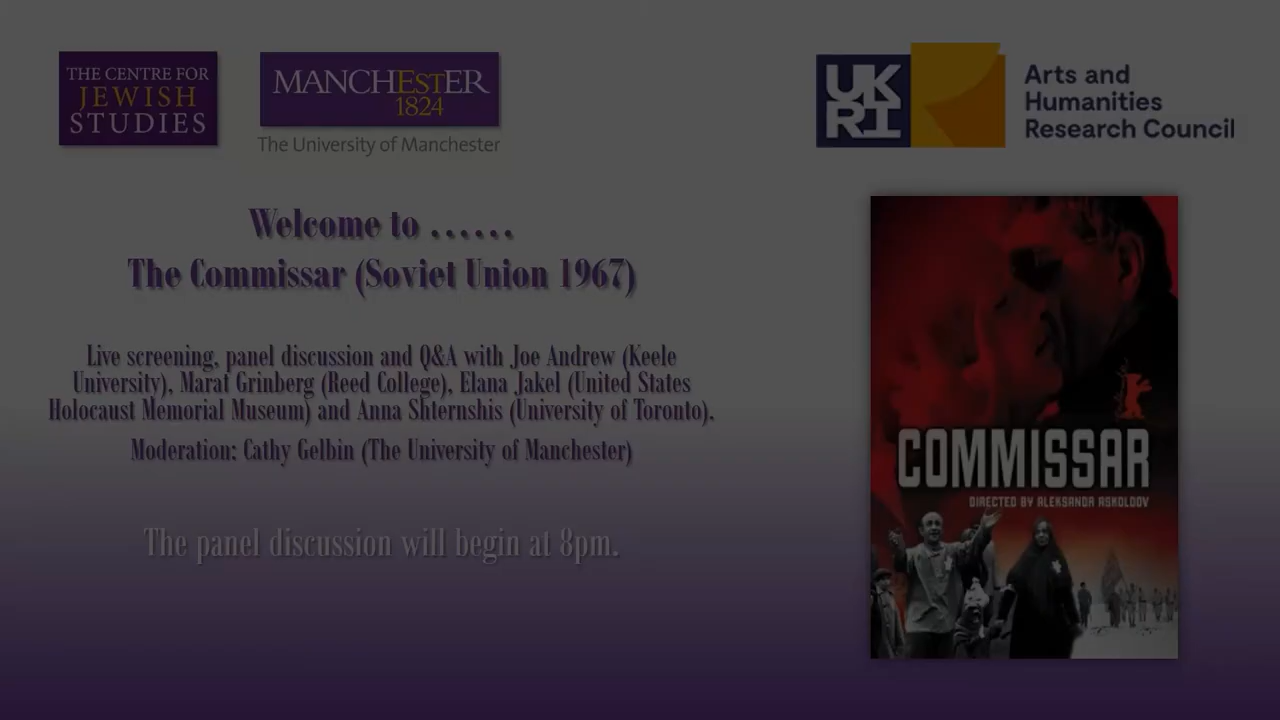 THE CENTRE FOR
JEWISH
STUDIES
MANCHESTER
1824
The University of Manchester
UK
RI
Arts and
Humanities
Research Council
Welcome to ......
The Commissar (Soviet Union 1967)
Live screening, panel discussion and Q&A with Joe Andrew (Keele
University), Marat Grinberg (Reed College), Elana Jakel (United States
Holocaust Memorial Museum) and Anna Shternshis (University of Toronto).
Moderation: Cathy Gelbin (The University of Manchester)
The panel discussion will begin at 8pm.
COMMISSAR
DIRECTED BY ALEKSANDR ASKOLDOV